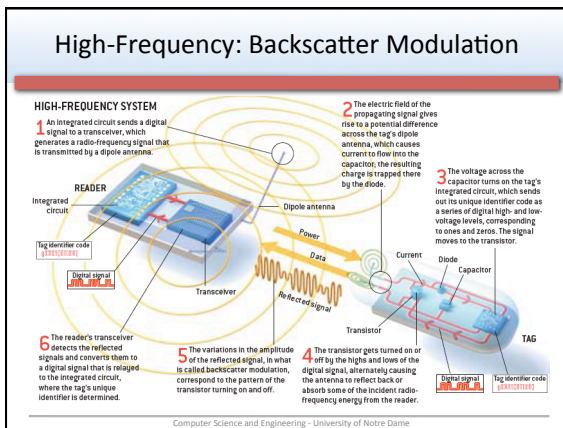 High-Frequency: Backscatter Modulation
HIGH-FREQUENCY SYSTEM
1 An integrated circuit sends a digital
signal to a transceiver, which
generates a radio-frequency signal that
is transmitted by a dipole antenna.
2 The electric field of the
propagating signal gives
rise to a potential difference
across the tag's dipole
antenna, which causes
current to flow into the
capacitor; the resulting
charge is trapped there
by the diode.
3 The voltage across the
capacitor turns on the tag's
integrated circuit, which sends
out its unique identifier code as
a series of digital high- and low-
voltage levels, corresponding
to ones and zeros. The signal
moves to the transistor.
READER
Integrated
circuit
Dipole antenna
Tag identifier code
Digital signal
Transceiver
Power
Data
Reflected signal
Current
Diode
Capacitor
Transistor
TAG
Digital signal
Tag identifier code
6 The reader's transceiver
detects the reflected
signals and converts them to
a digital signal that is relayed
to the integrated circuit,
where the tag's unique
identifier is determined.
5 The variations in the amplitude
of the reflected signal, in what
is called backscatter modulation,
correspond to the pattern of the
transistor turning on and off.
4 The transistor gets turned on or
off by the highs and lows of the
digital signal, alternately causing
the antenna to reflect back or
absorb some of the incident radio-
frequency energy from the reader.
Computer Science and Engineering - University of Notre Dame